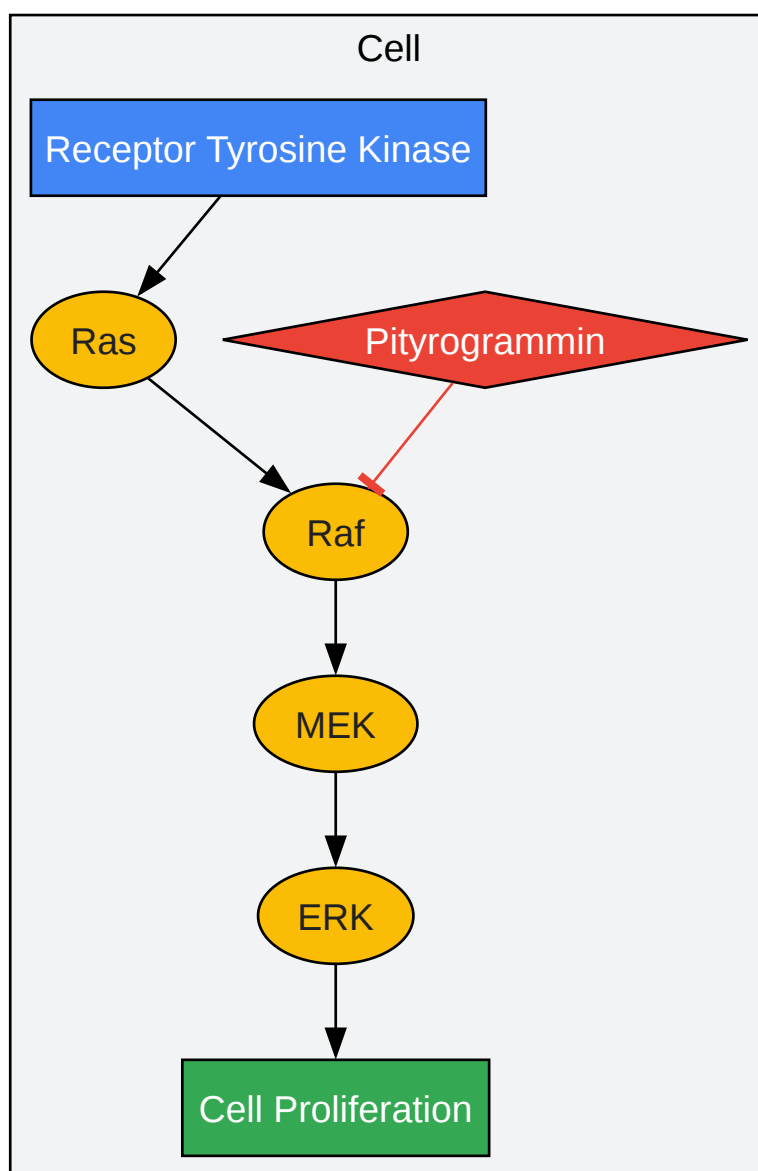 Cell
Receptor Tyrosine Kinase
Ras
Pityrogrammin
Raf
MEK
ERK
Cell Proliferation